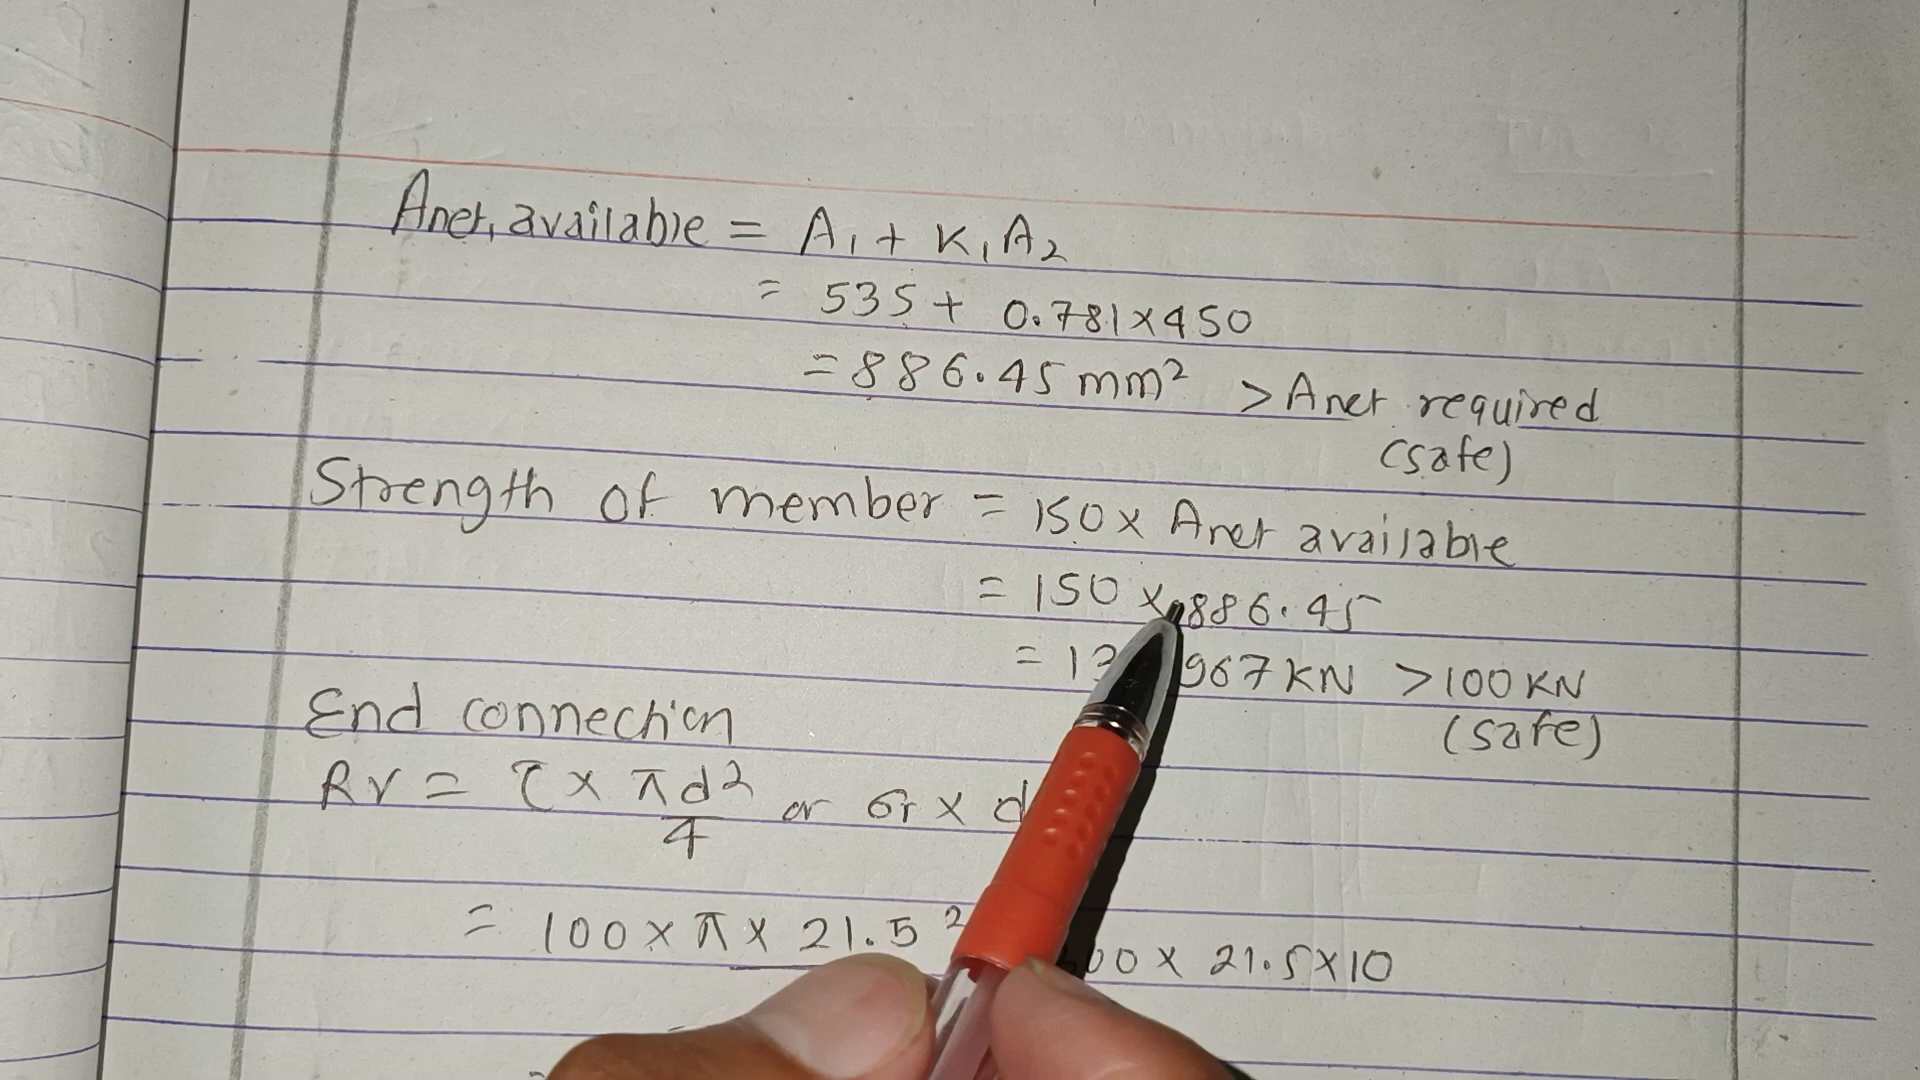 Anet, available = A₁ + K₁A₂
= 535 + 0.781×450
= 886.45 mm² > Anet required
(safe)
Strength of member = 150 × Anet available
= 150 × 886.45
= 13 967 KN > 100 KN
(safe)
End connection
RV = τ × πd²/4 or σr × d
= 100 × π × 21.5² 00 × 21.5 × 10